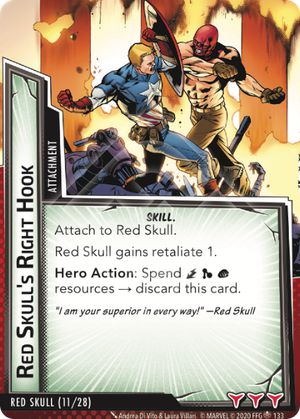 RED SKULL'S RIGHT HOOK
ATTACHMENT
SKILL.
Attach to Red Skull.
Red Skull gains retaliate 1.
Hero Action: Spend
resources → discard this card.
"I am your superior in every way!" —Red Skull
RED SKULL (11/28)
Andrea Di Vito & Laura Villari. © MARVEL © 2020 FFG 133